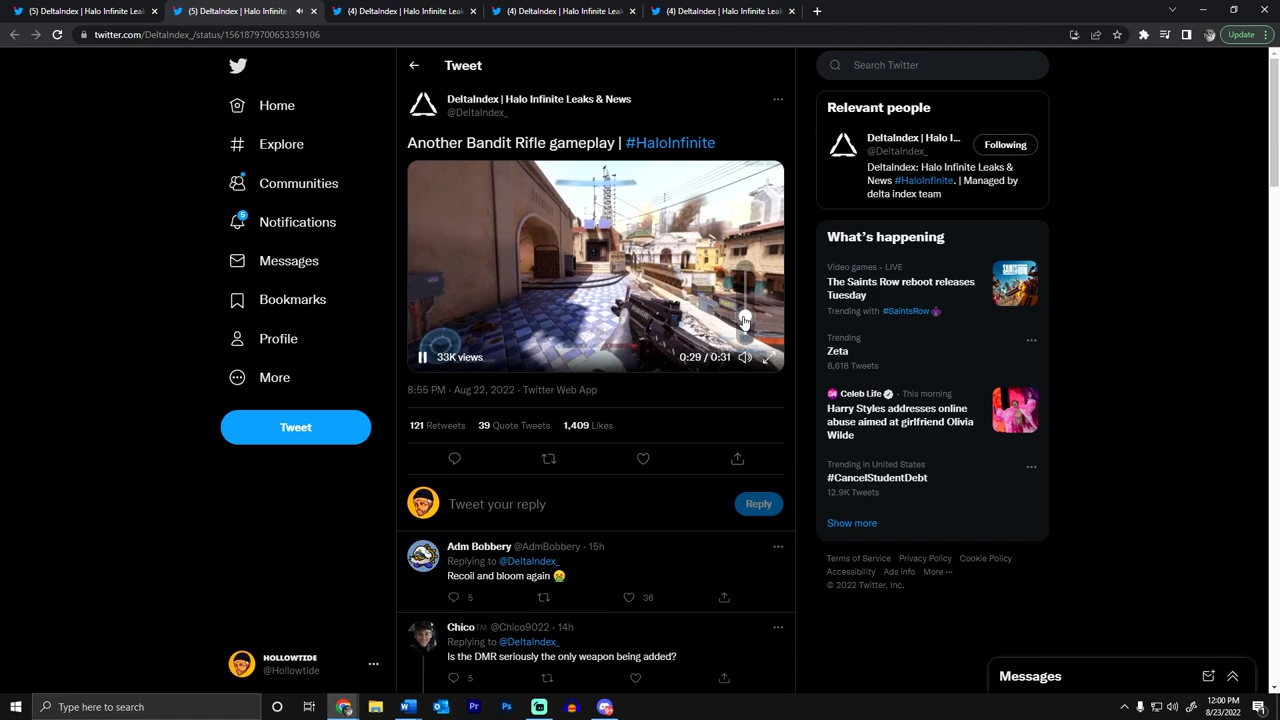 (5) DeltaIndex | Halo Infinite Leak
(5) DeltaIndex | Halo Infinite
(4) DeltaIndex | Halo Infinite Leak
(4) DeltaIndex | Halo Infinite Leak
(4) DeltaIndex | Halo Infinite Leak
twitter.com/DeltaIndex_/status/1561879700653359106
Update
Home
Explore
Communities
5
Notifications
Messages
Bookmarks
Profile
More
Tweet
HOLLOWTIDE
@Hollowtide
Tweet
DeltaIndex | Halo Infinite Leaks & News
@DeltaIndex_
Another Bandit Rifle gameplay | #HaloInfinite
33K views
0:29 / 0:31
8:55 PM · Aug 22, 2022 · Twitter Web App
121 Retweets 39 Quote Tweets 1,409 Likes
Tweet your reply
Reply
Adm Bobbery @AdmBobbery · 15h
Replying to @DeltaIndex_
Recoil and bloom again 🤮
5 36
Chico™ @Chico9022 · 14h
Replying to @DeltaIndex_
Is the DMR seriously the only weapon being added?
5
Search Twitter
Relevant people
DeltaIndex | Halo I...
@DeltaIndex_
Following
DeltaIndex: Halo Infinite Leaks &
News #HaloInfinite. | Managed by
delta index team
What's happening
Video games · LIVE
The Saints Row reboot releases
Tuesday
Trending with #SaintsRow
Trending
Zeta
8,618 Tweets
Celeb Life · This morning
Harry Styles addresses online
abuse aimed at girlfriend Olivia
Wilde
Trending in United States
#CancelStudentDebt
12.9K Tweets
Show more
Terms of Service Privacy Policy Cookie Policy
Accessibility Ads info More ···
© 2022 Twitter, Inc.
Messages
Type here to search
12:00 PM
8/23/2022